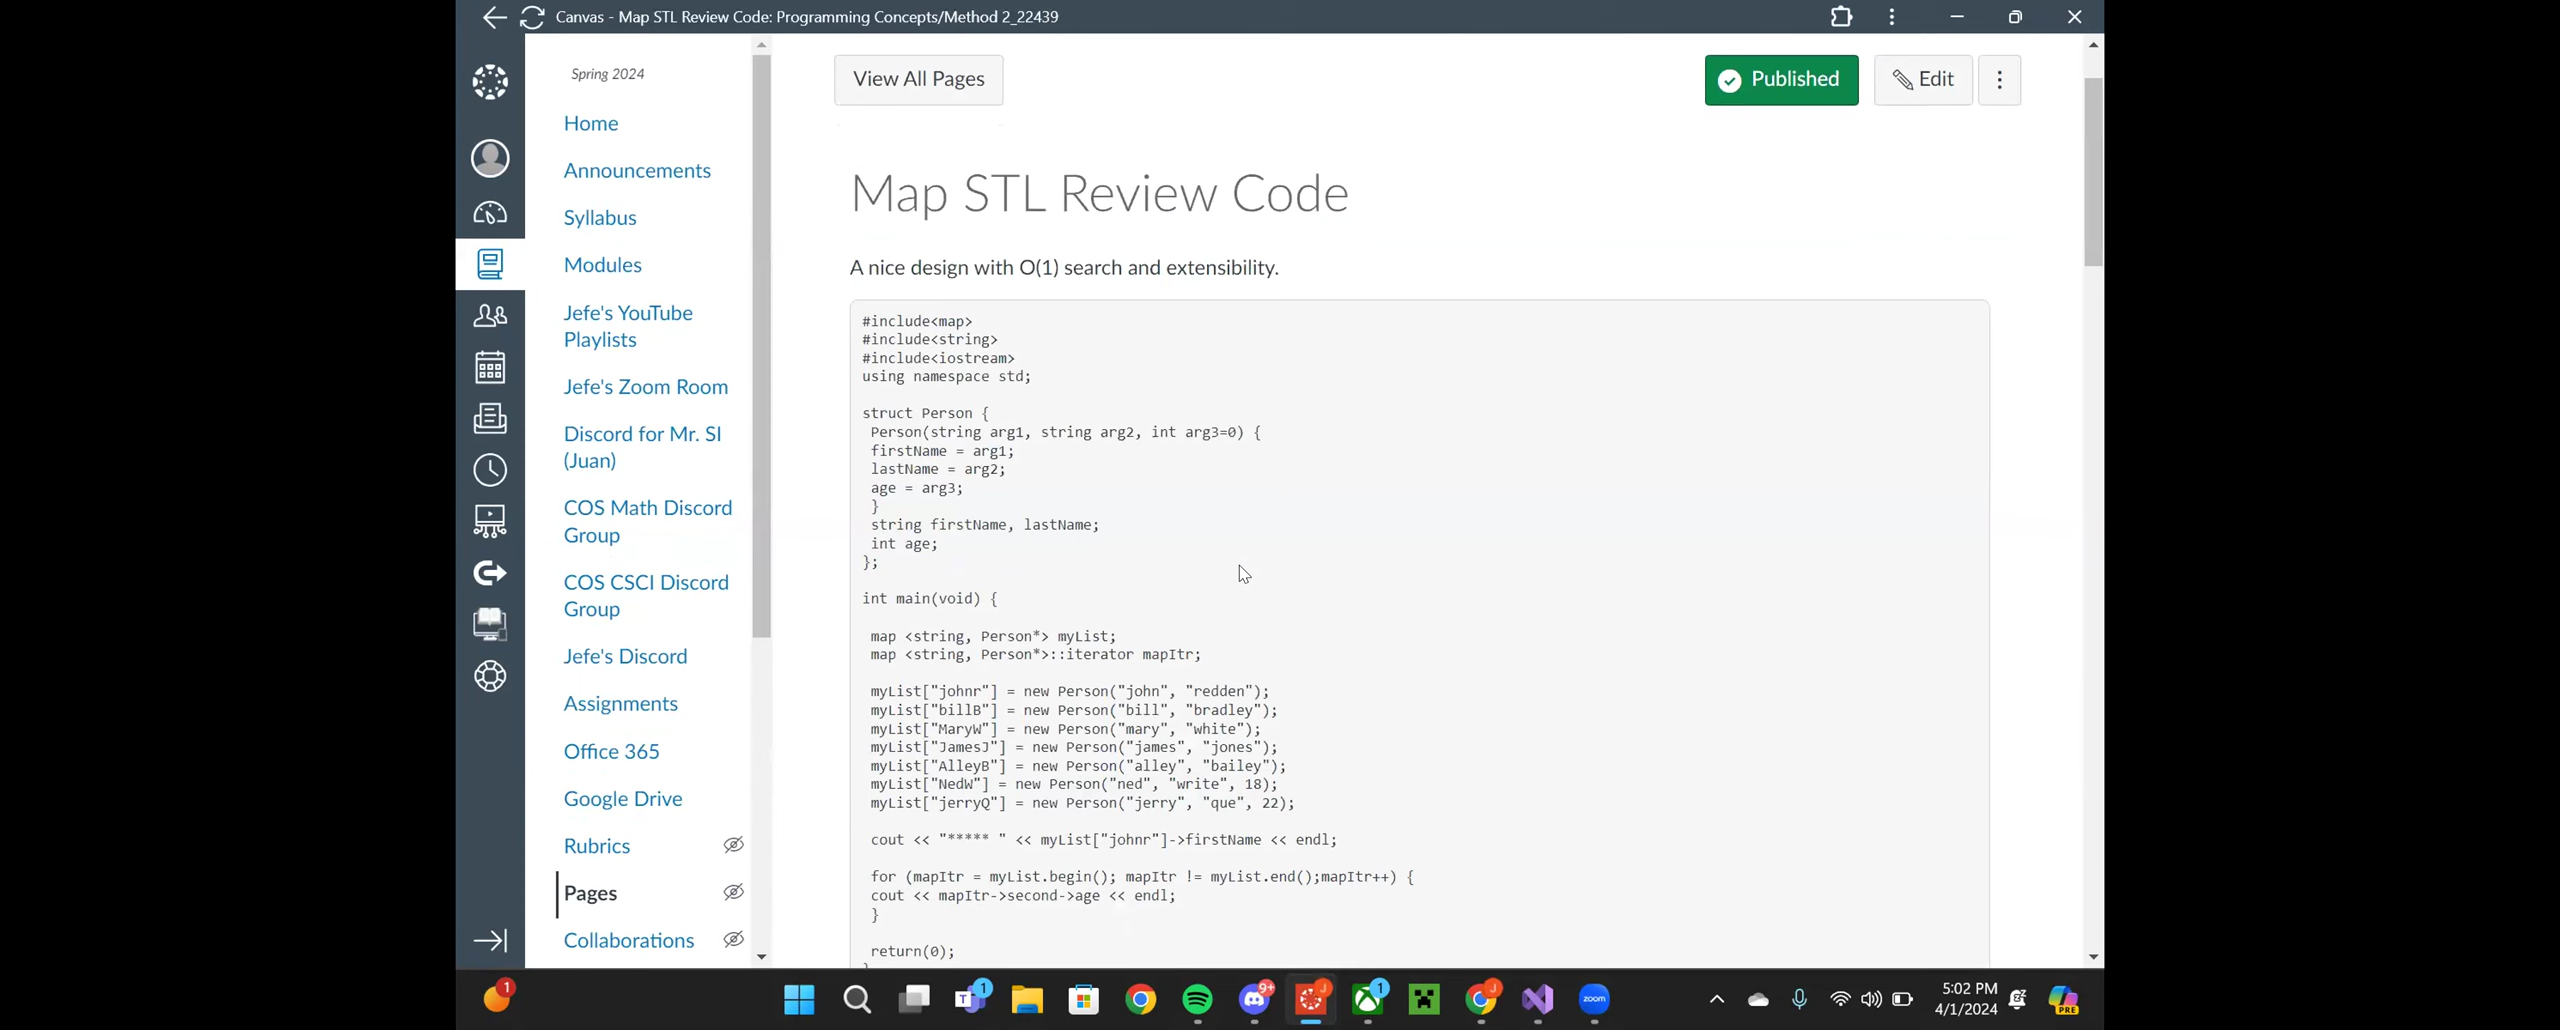 Canvas - Map STL Review Code: Programming Concepts/Method 2_22439
Spring 2024
Home
Announcements
Syllabus
Modules
Jefe's YouTube
Playlists
Jefe's Zoom Room
Discord for Mr. SI
(Juan)
COS Math Discord
Group
COS CSCI Discord
Group
Jefe's Discord
Assignments
Office 365
Google Drive
Rubrics
Pages
Collaborations
View All Pages
Published
Edit
Map STL Review Code
A nice design with O(1) search and extensibility.
#include<map>
#include<string>
#include<iostream>
using namespace std;
struct Person {
Person(string arg1, string arg2, int arg3=0) {
firstName = arg1;
lastName = arg2;
age = arg3;
}
string firstName, lastName;
int age;
};
int main(void) {
map <string, Person*> myList;
map <string, Person*>::iterator mapItr;
myList["johnr"] = new Person("john", "redden");
myList["billB"] = new Person("bill", "bradley");
myList["MaryW"] = new Person("mary", "white");
myList["JamesJ"] = new Person("james", "jones");
myList["AlleyB"] = new Person("alley", "bailey");
myList["NedW"] = new Person("ned", "write", 18);
myList["jerryQ"] = new Person("jerry", "que", 22);
cout << "***** " << myList["johnr"]->firstName << endl;
for (mapItr = myList.begin(); mapItr != myList.end();mapItr++) {
cout << mapItr->second->age << endl;
}
return(0);
1
T
1
9+
J
1
J
zoom
5:02 PM
4/1/2024
PRE